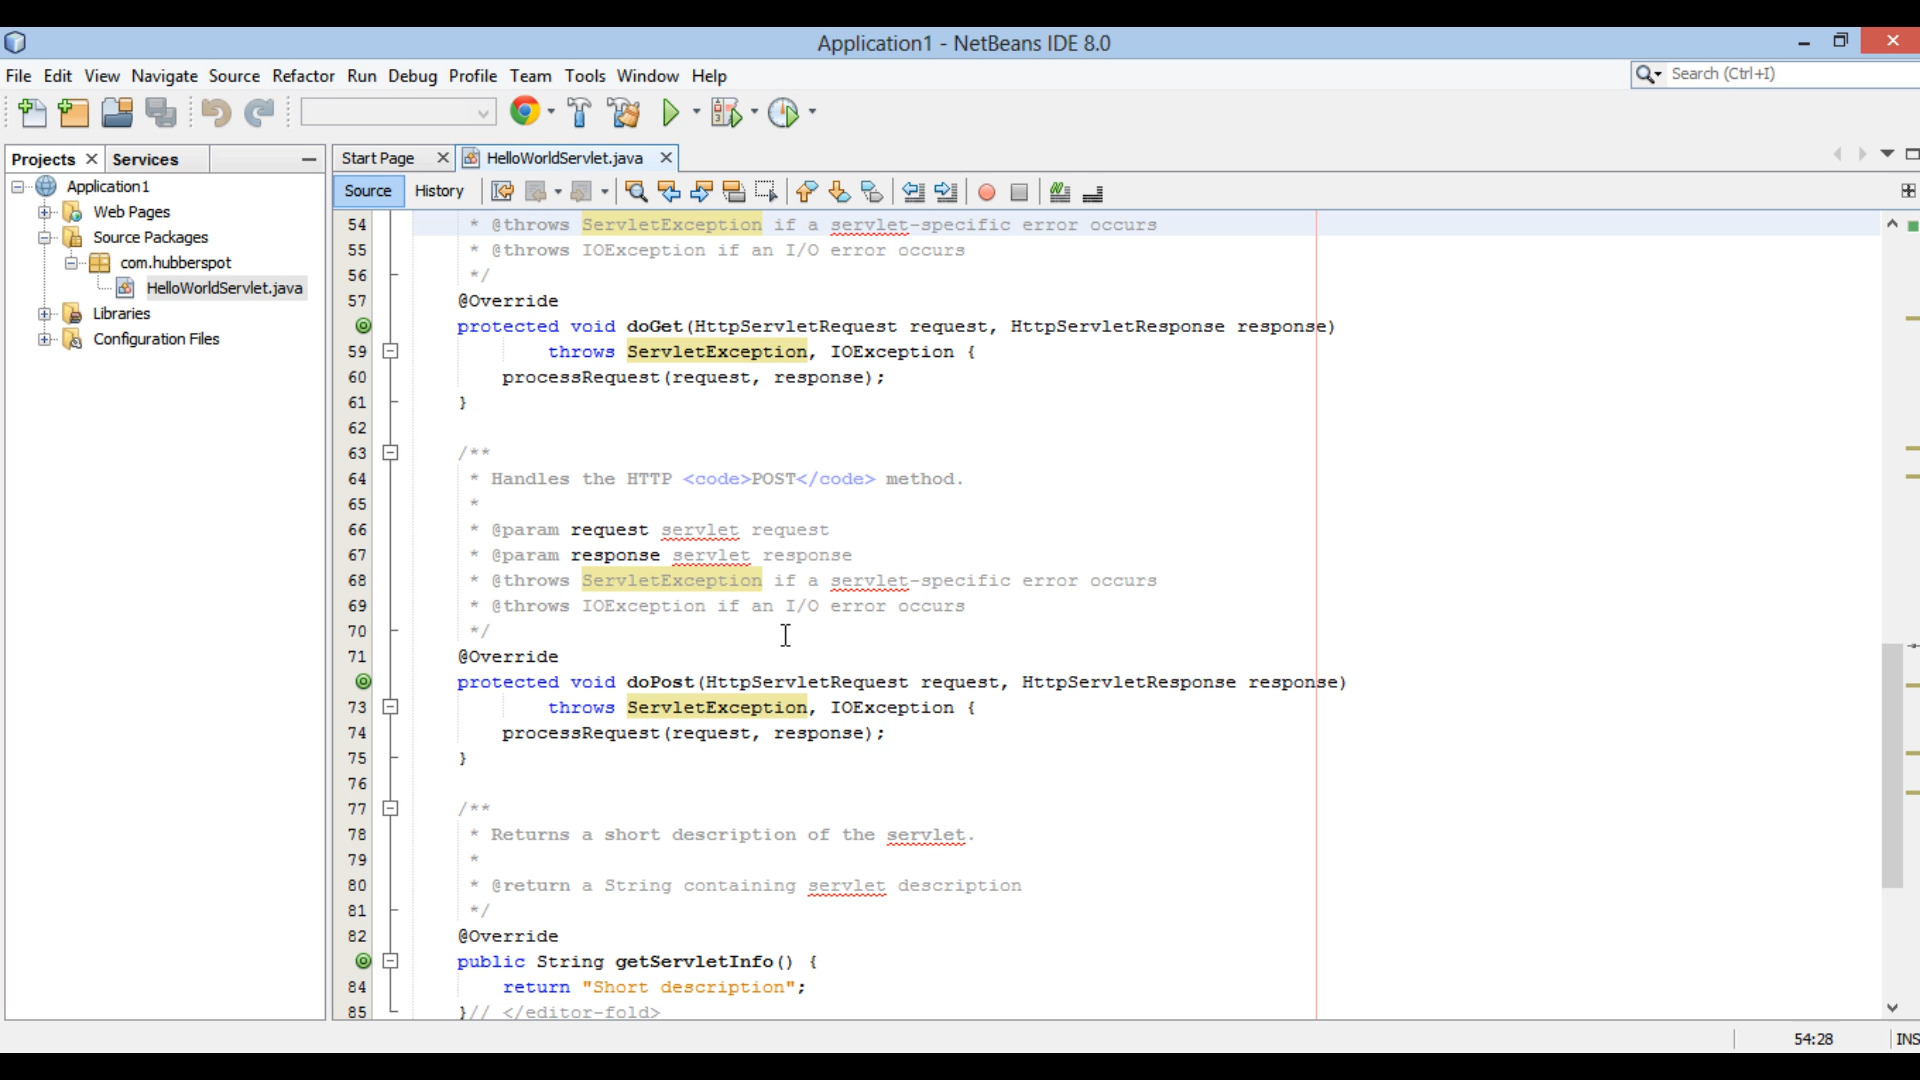 Application1 - NetBeans IDE 8.0
File Edit View Navigate Source Refactor Run Debug Profile Team Tools Window Help
Search (Ctrl+I)
Projects Services
Start Page HelloWorldServlet.java
Application1
Web Pages
Source Packages
com.hubberspot
HelloWorldServlet.java
Libraries
Configuration Files
Source History
54 * @throws ServletException if a servlet-specific error occurs
55 * @throws IOException if an I/O error occurs
56 */
57 @Override
protected void doGet(HttpServletRequest request, HttpServletResponse response)
59 throws ServletException, IOException {
60 processRequest(request, response);
61 }
62
63 /**
64 * Handles the HTTP <code>POST</code> method.
65 *
66 * @param request servlet request
67 * @param response servlet response
68 * @throws ServletException if a servlet-specific error occurs
69 * @throws IOException if an I/O error occurs
70 */
71 @Override
protected void doPost(HttpServletRequest request, HttpServletResponse response)
73 throws ServletException, IOException {
74 processRequest(request, response);
75 }
76
77 /**
78 * Returns a short description of the servlet.
79 *
80 * @return a String containing servlet description
81 */
82 @Override
public String getServletInfo() {
84 return "Short description";
85 }// </editor-fold>
54:28 INS